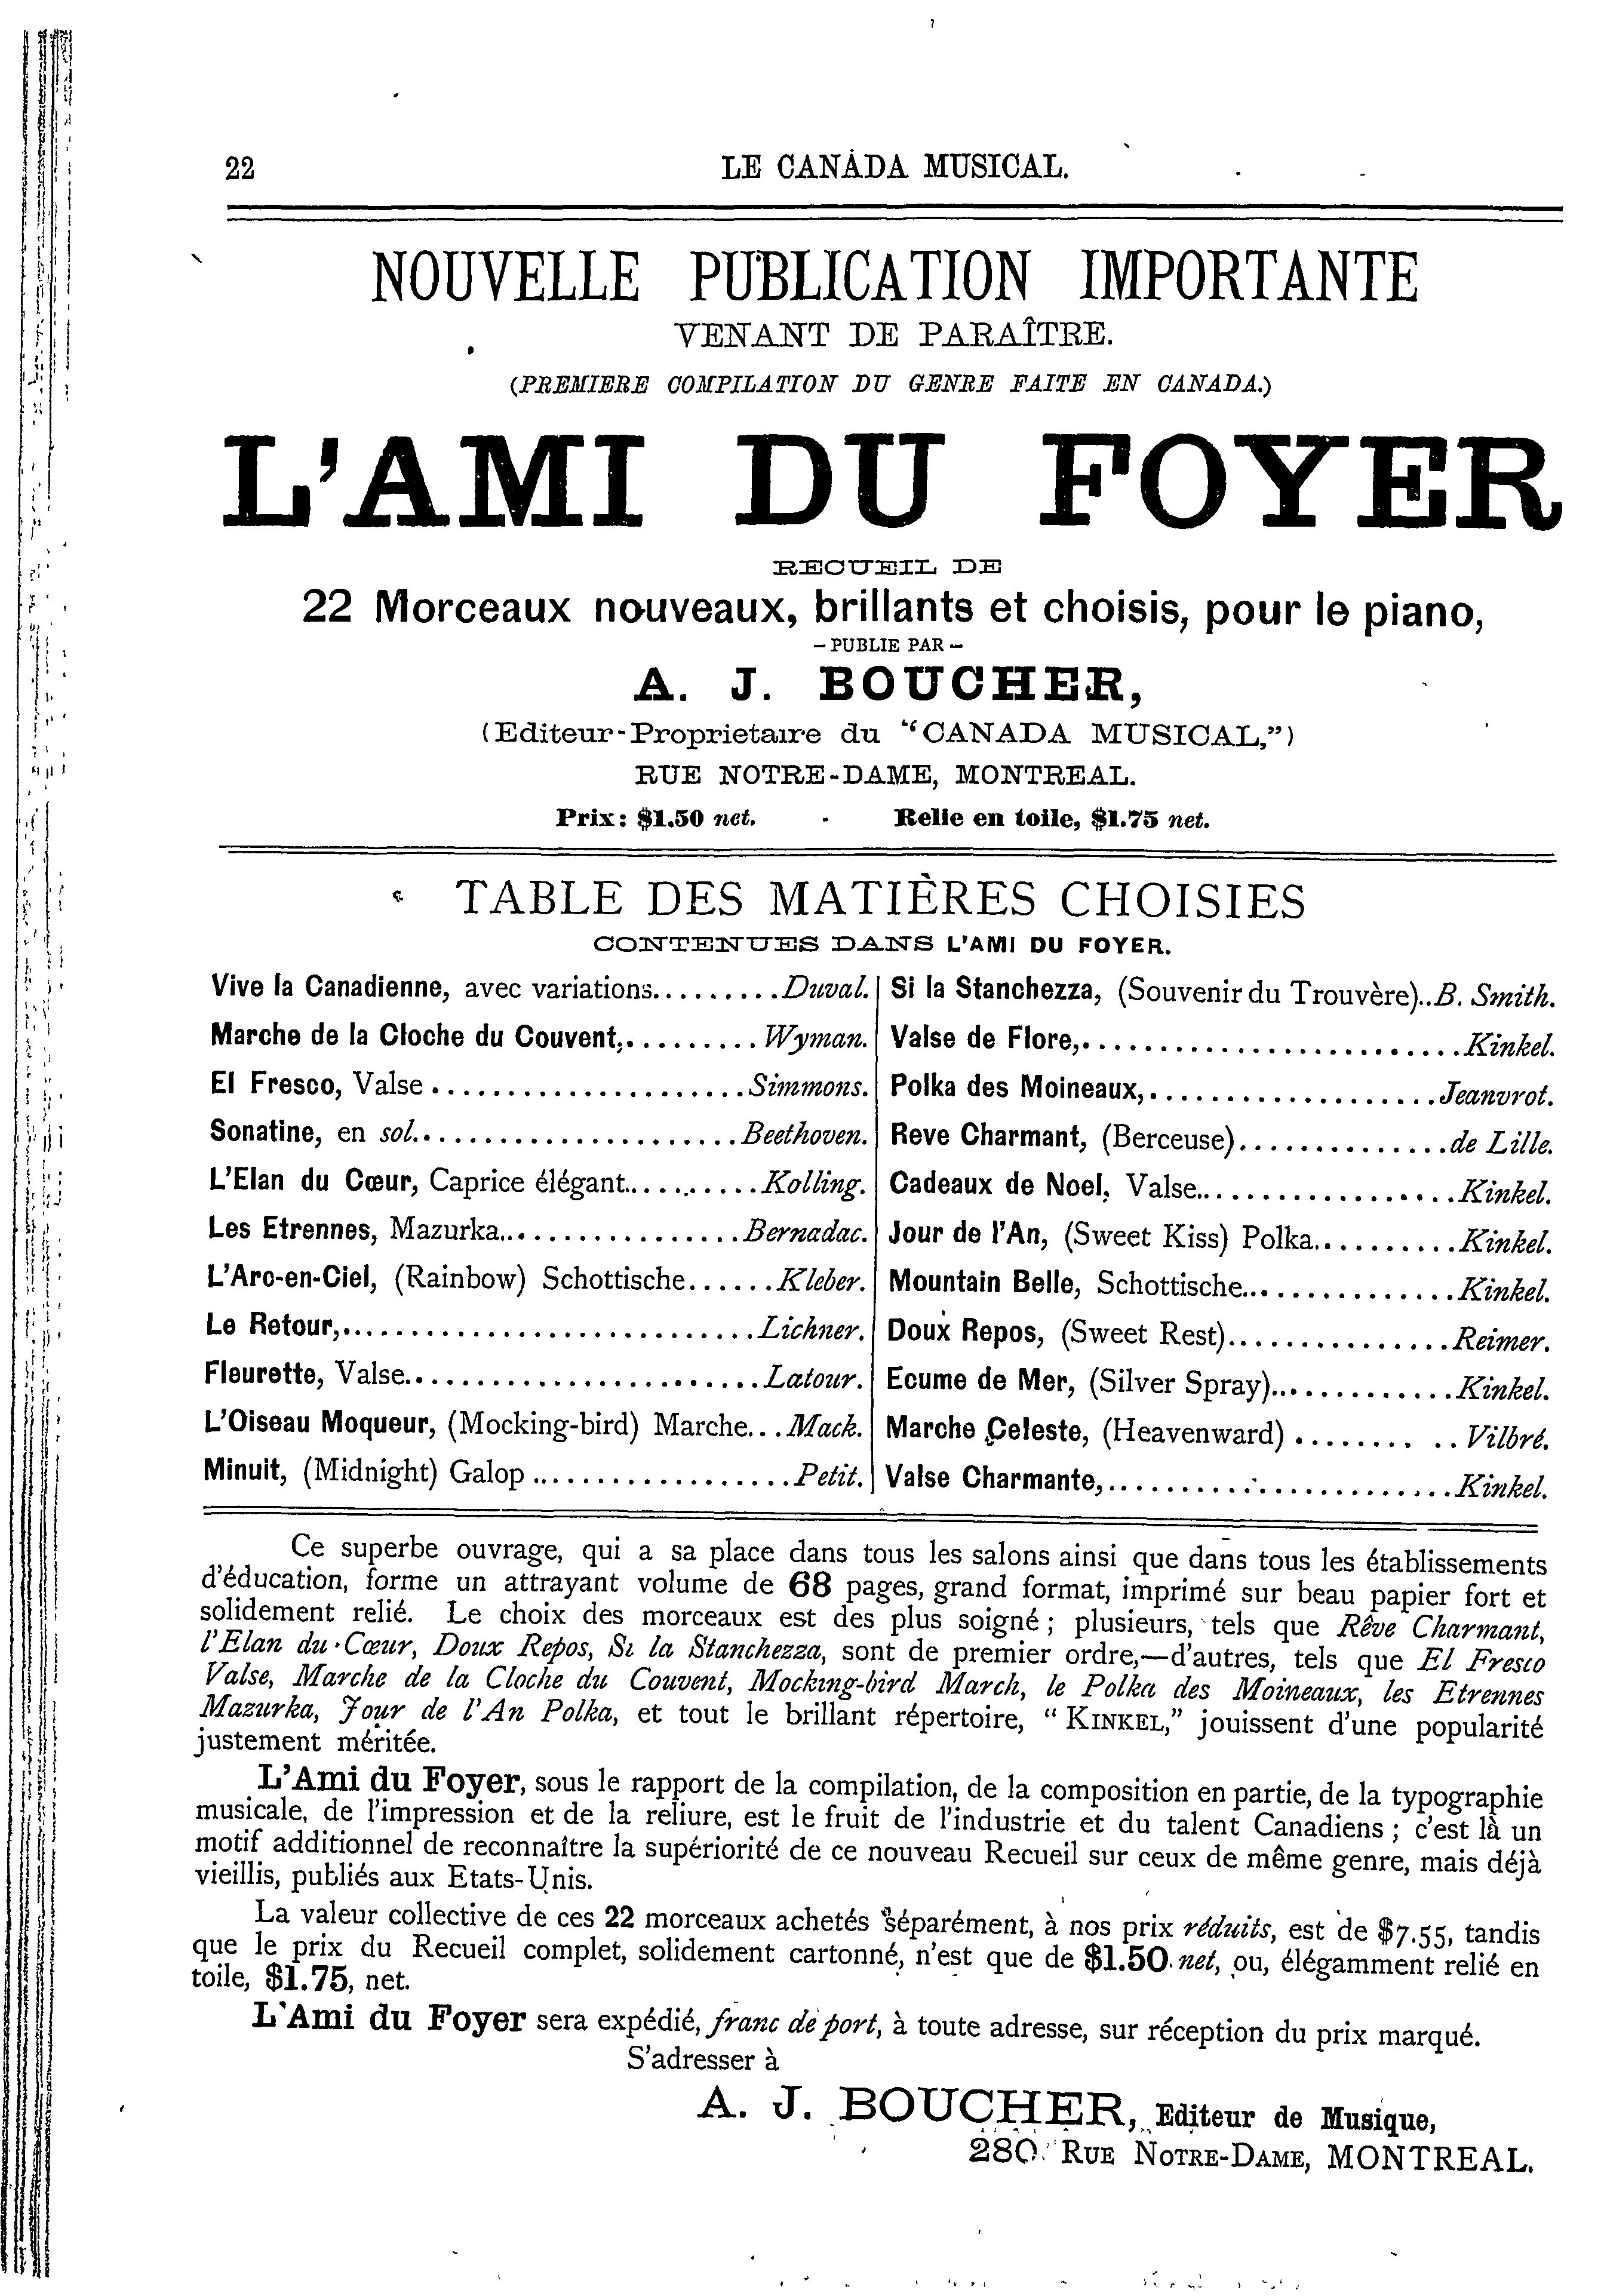 22
LE CANADA MUSICAL.
NOUVELLE PUBLICATION IMPORTANTE
VENANT DE PARAÎTRE.
(PREMIERE COMPILATION DU GENRE FAITE EN CANADA.)
L'AMI DU FOYER
RECUEIL DE
22 Morceaux nouveaux, brillants et choisis, pour le piano,
– PUBLIE PAR –
A. J. BOUCHER,
(Editeur-Proprietaire du "CANADA MUSICAL,")
RUE NOTRE-DAME, MONTREAL.
Prix: $1.50 net. Relie en toile, $1.75 net.
TABLE DES MATIÈRES CHOISIES
CONTENUES DANS L'AMI DU FOYER.
Vive la Canadienne, avec variations.........Duval.
Marche de la Cloche du Couvent,.........Wyman.
El Fresco, Valse.....................Simmons.
Sonatine, en sol......................Beethoven.
L'Elan du Cœur, Caprice élégant.........Kolling.
Les Etrennes, Mazurka.................Bernadac.
L'Arc-en-Ciel, (Rainbow) Schottische......Kleber.
Le Retour,............................Lichner.
Fleurette, Valse........................Latour.
L'Oiseau Moqueur, (Mocking-bird) Marche...Mack.
Minuit, (Midnight) Galop..................Petit.
Si la Stanchezza, (Souvenir du Trouvère)..B. Smith.
Valse de Flore,..........................Kinkel.
Polka des Moineaux,....................Jeanvrot.
Reve Charmant, (Berceuse)...............de Lille.
Cadeaux de Noel, Valse..................Kinkel.
Jour de l'An, (Sweet Kiss) Polka..........Kinkel.
Mountain Belle, Schottische...............Kinkel.
Doux Repos, (Sweet Rest)................Reimer.
Ecume de Mer, (Silver Spray)..............Kinkel.
Marche Celeste, (Heavenward)..........Vilbré.
Valse Charmante,........................Kinkel.
Ce superbe ouvrage, qui a sa place dans tous les salons ainsi que dans tous les établissements
d'éducation, forme un attrayant volume de 68 pages, grand format, imprimé sur beau papier fort et
solidement relié. Le choix des morceaux est des plus soigné ; plusieurs, tels que Rêve Charmant,
l'Elan du Cœur, Doux Repos, Si la Stanchezza, sont de premier ordre,—d'autres, tels que El Fresco
Valse, Marche de la Cloche du Couvent, Mocking-bird March, le Polka des Moineaux, les Etrennes
Mazurka, Jour de l'An Polka, et tout le brillant répertoire, " KINKEL," jouissent d'une popularité
justement méritée.
L'Ami du Foyer, sous le rapport de la compilation, de la composition en partie, de la typographie
musicale, de l'impression et de la reliure, est le fruit de l'industrie et du talent Canadiens ; c'est là un
motif additionnel de reconnaître la supériorité de ce nouveau Recueil sur ceux de même genre, mais déjà
vieillis, publiés aux Etats-Unis.
La valeur collective de ces 22 morceaux achetés séparément, à nos prix réduits, est de $7.55, tandis
que le prix du Recueil complet, solidement cartonné, n'est que de $1.50 net, ou, élégamment relié en
toile, $1.75, net.
L'Ami du Foyer sera expédié, franc de port, à toute adresse, sur réception du prix marqué.
S'adresser à
A. J. BOUCHER, Editeur de Musique,
280 RUE NOTRE-DAME, MONTREAL.